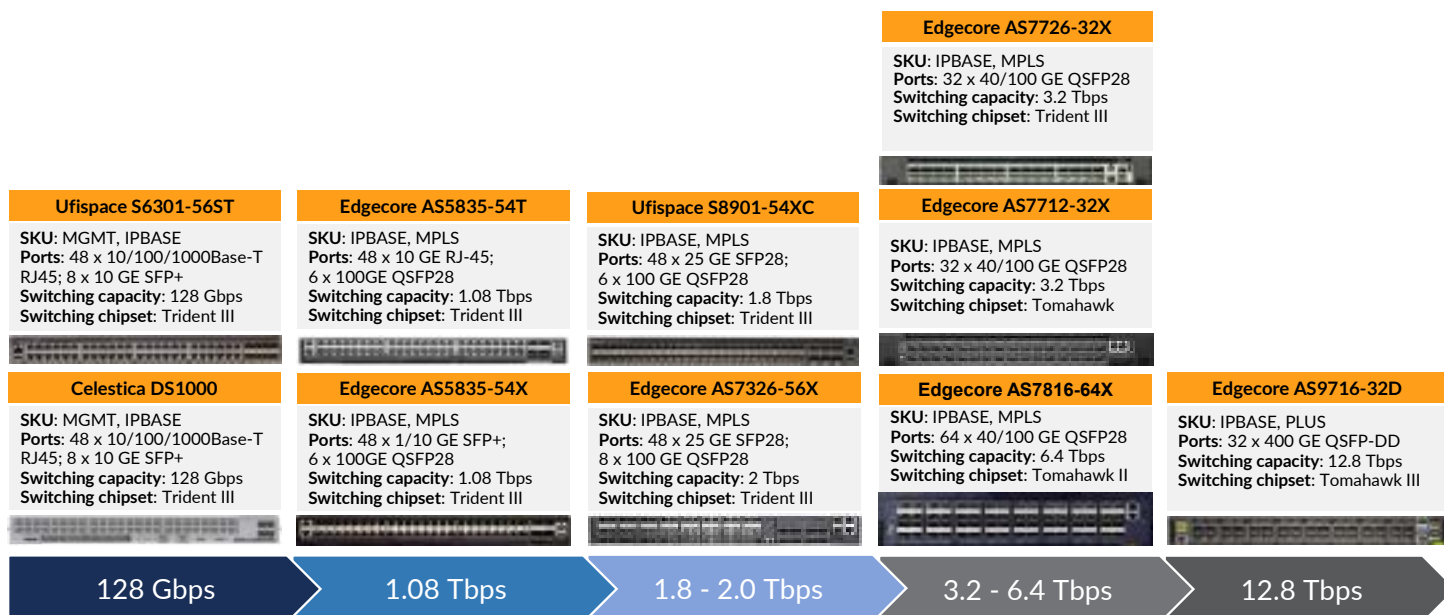 Edgecore AS7726-32X
SKU: IPBASE, MPLS
Ports: 32 x 40/100 GE QSFP28
Switching capacity: 3.2 Tbps
Switching chipset: Trident III
Ufispace S6301-56ST
SKU: MGMT, IPBASE
Ports: 48 x 10/100/1000Base-T
RJ45; 8 x 10 GE SFP+
Switching capacity: 128 Gbps
Switching chipset: Trident III
Edgecore AS5835-54T
SKU: IPBASE, MPLS
Ports: 48 x 10 GE RJ-45;
6 x 100GE QSFP28
Switching capacity: 1.08 Tbps
Switching chipset: Trident III
Ufispace S8901-54XC
SKU: IPBASE, MPLS
Ports: 48 x 25 GE SFP28;
6 x 100 GE QSFP28
Switching capacity: 1.8 Tbps
Switching chipset: Trident III
Edgecore AS7712-32X
SKU: IPBASE, MPLS
Ports: 32 x 40/100 GE QSFP28
Switching capacity: 3.2 Tbps
Switching chipset: Tomahawk
Celestica DS1000
SKU: MGMT, IPBASE
Ports: 48 x 10/100/1000Base-T
RJ45; 8 x 10 GE SFP+
Switching capacity: 128 Gbps
Switching chipset: Trident III
Edgecore AS5835-54X
SKU: IPBASE, MPLS
Ports: 48 x 1/10 GE SFP+;
6 x 100GE QSFP28
Switching capacity: 1.08 Tbps
Switching chipset: Trident III
Edgecore AS7326-56X
SKU: IPBASE, MPLS
Ports: 48 x 25 GE SFP28;
8 x 100 GE QSFP28
Switching capacity: 2 Tbps
Switching chipset: Trident III
Edgecore AS7816-64X
SKU: IPBASE, MPLS
Ports: 64 x 40/100 GE QSFP28
Switching capacity: 6.4 Tbps
Switching chipset: Tomahawk II
Edgecore AS9716-32D
SKU: IPBASE, PLUS
Ports: 32 x 400 GE QSFP-DD
Switching capacity: 12.8 Tbps
Switching chipset: Tomahawk III
128 Gbps
1.08 Tbps
1.8 - 2.0 Tbps
3.2 - 6.4 Tbps
12.8 Tbps